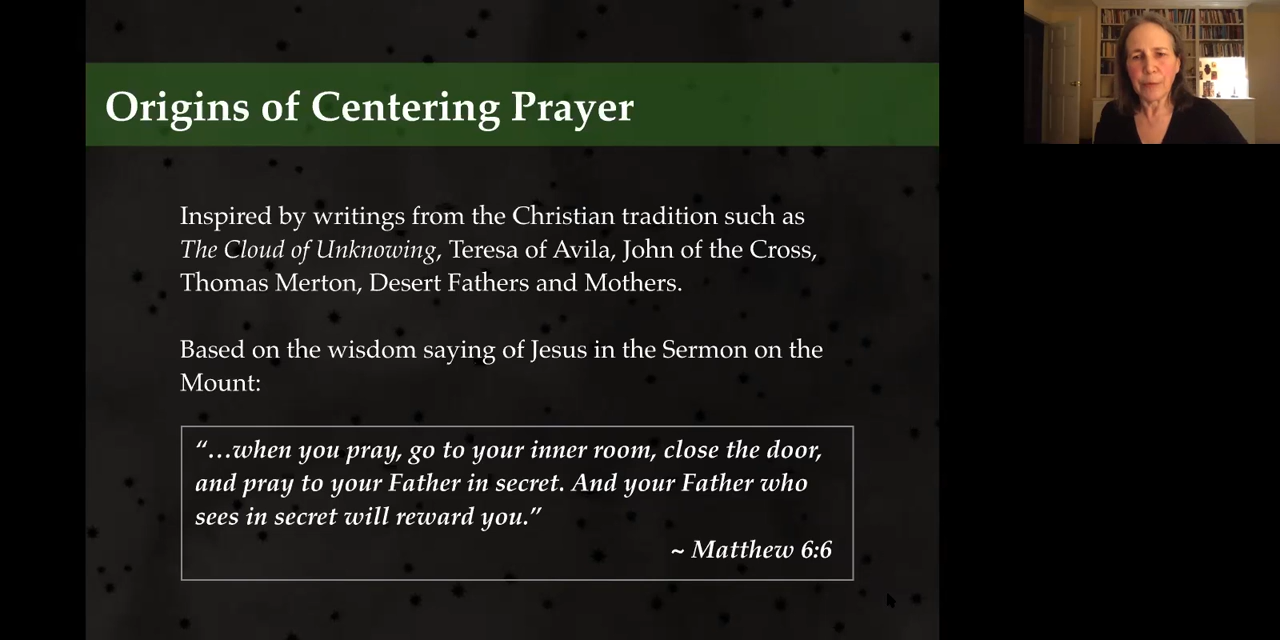 Origins of Centering Prayer
Inspired by writings from the Christian tradition such as
The Cloud of Unknowing, Teresa of Avila, John of the Cross,
Thomas Merton, Desert Fathers and Mothers.
Based on the wisdom saying of Jesus in the Sermon on the
Mount:
“…when you pray, go to your inner room, close the door,
and pray to your Father in secret. And your Father who
sees in secret will reward you.”
~ Matthew 6:6